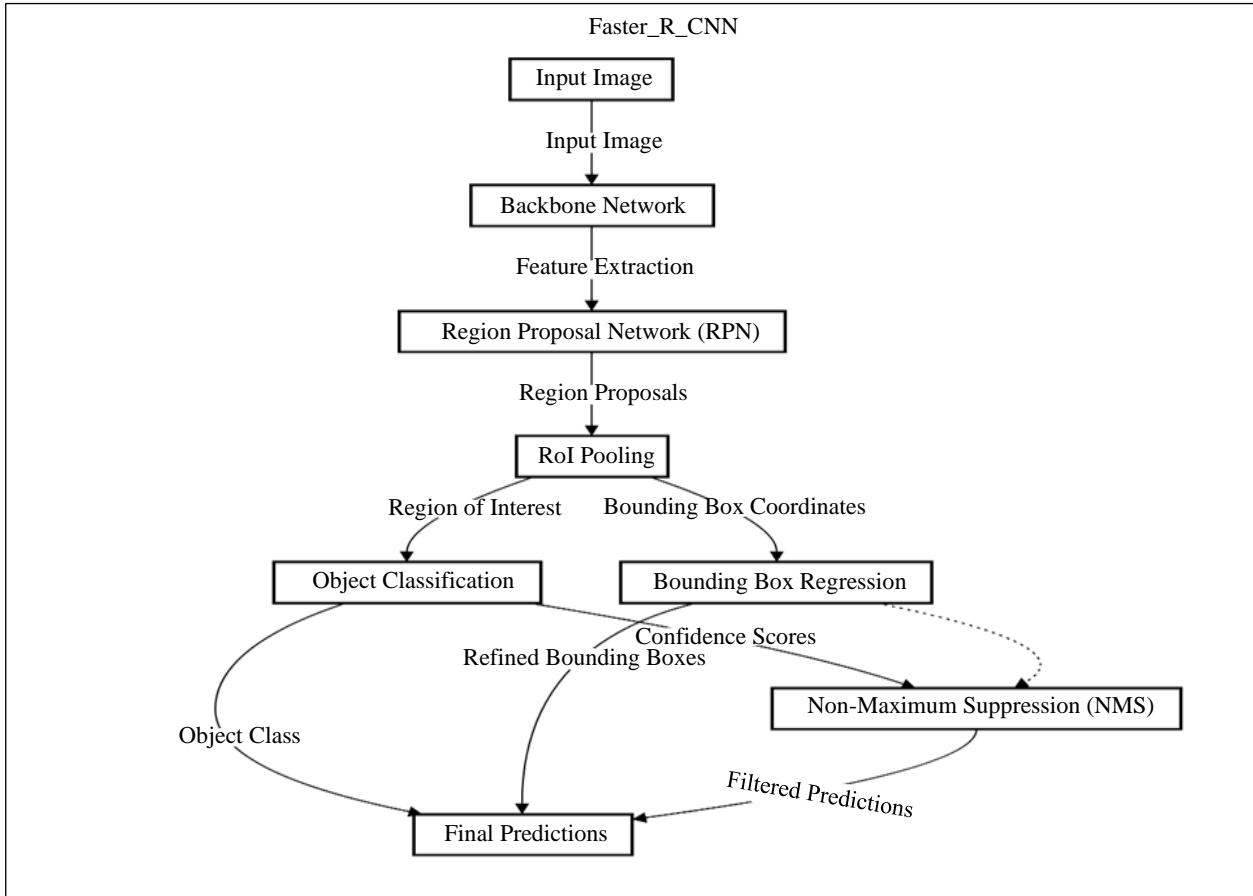 Faster_R_CNN
Input Image
Input Image
Backbone Network
Feature Extraction
Region Proposal Network (RPN)
Region Proposals
RoI Pooling
Region of Interest
Bounding Box Coordinates
Object Classification
Bounding Box Regression
Confidence Scores
Refined Bounding Boxes
Non-Maximum Suppression (NMS)
Object Class
Filtered Predictions
Final Predictions